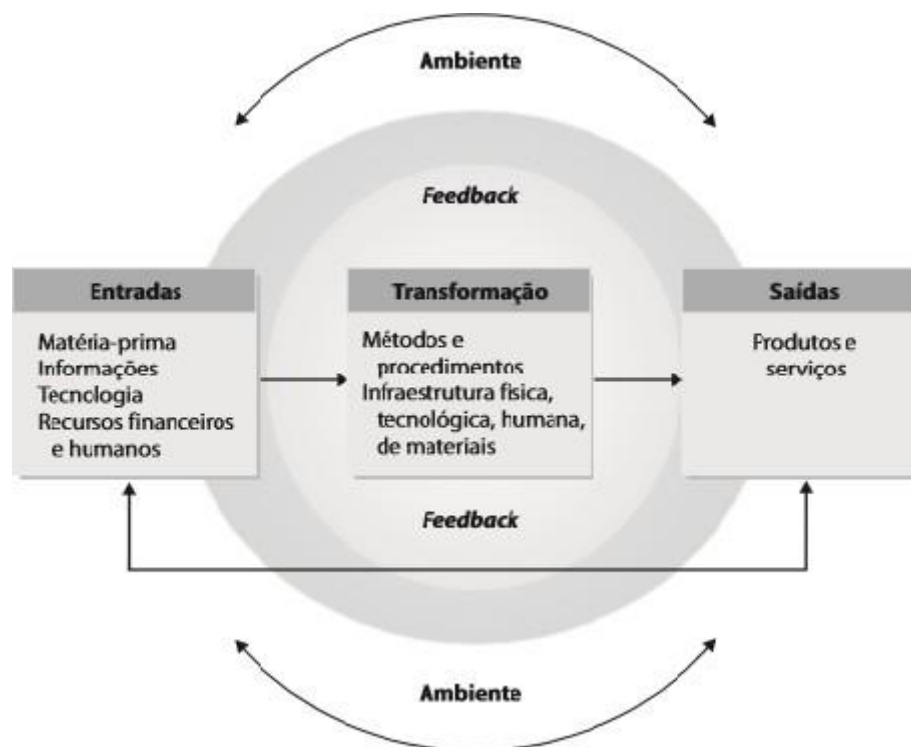 Ambiente
Feedback
Entradas
Matéria-prima
Informações
Tecnologia
Recursos financeiros
e humanos
Transformação
Métodos e
procedimentos
Infraestrutura física,
tecnológica, humana,
de materiais
Saídas
Produtos e
serviços
Feedback
Ambiente